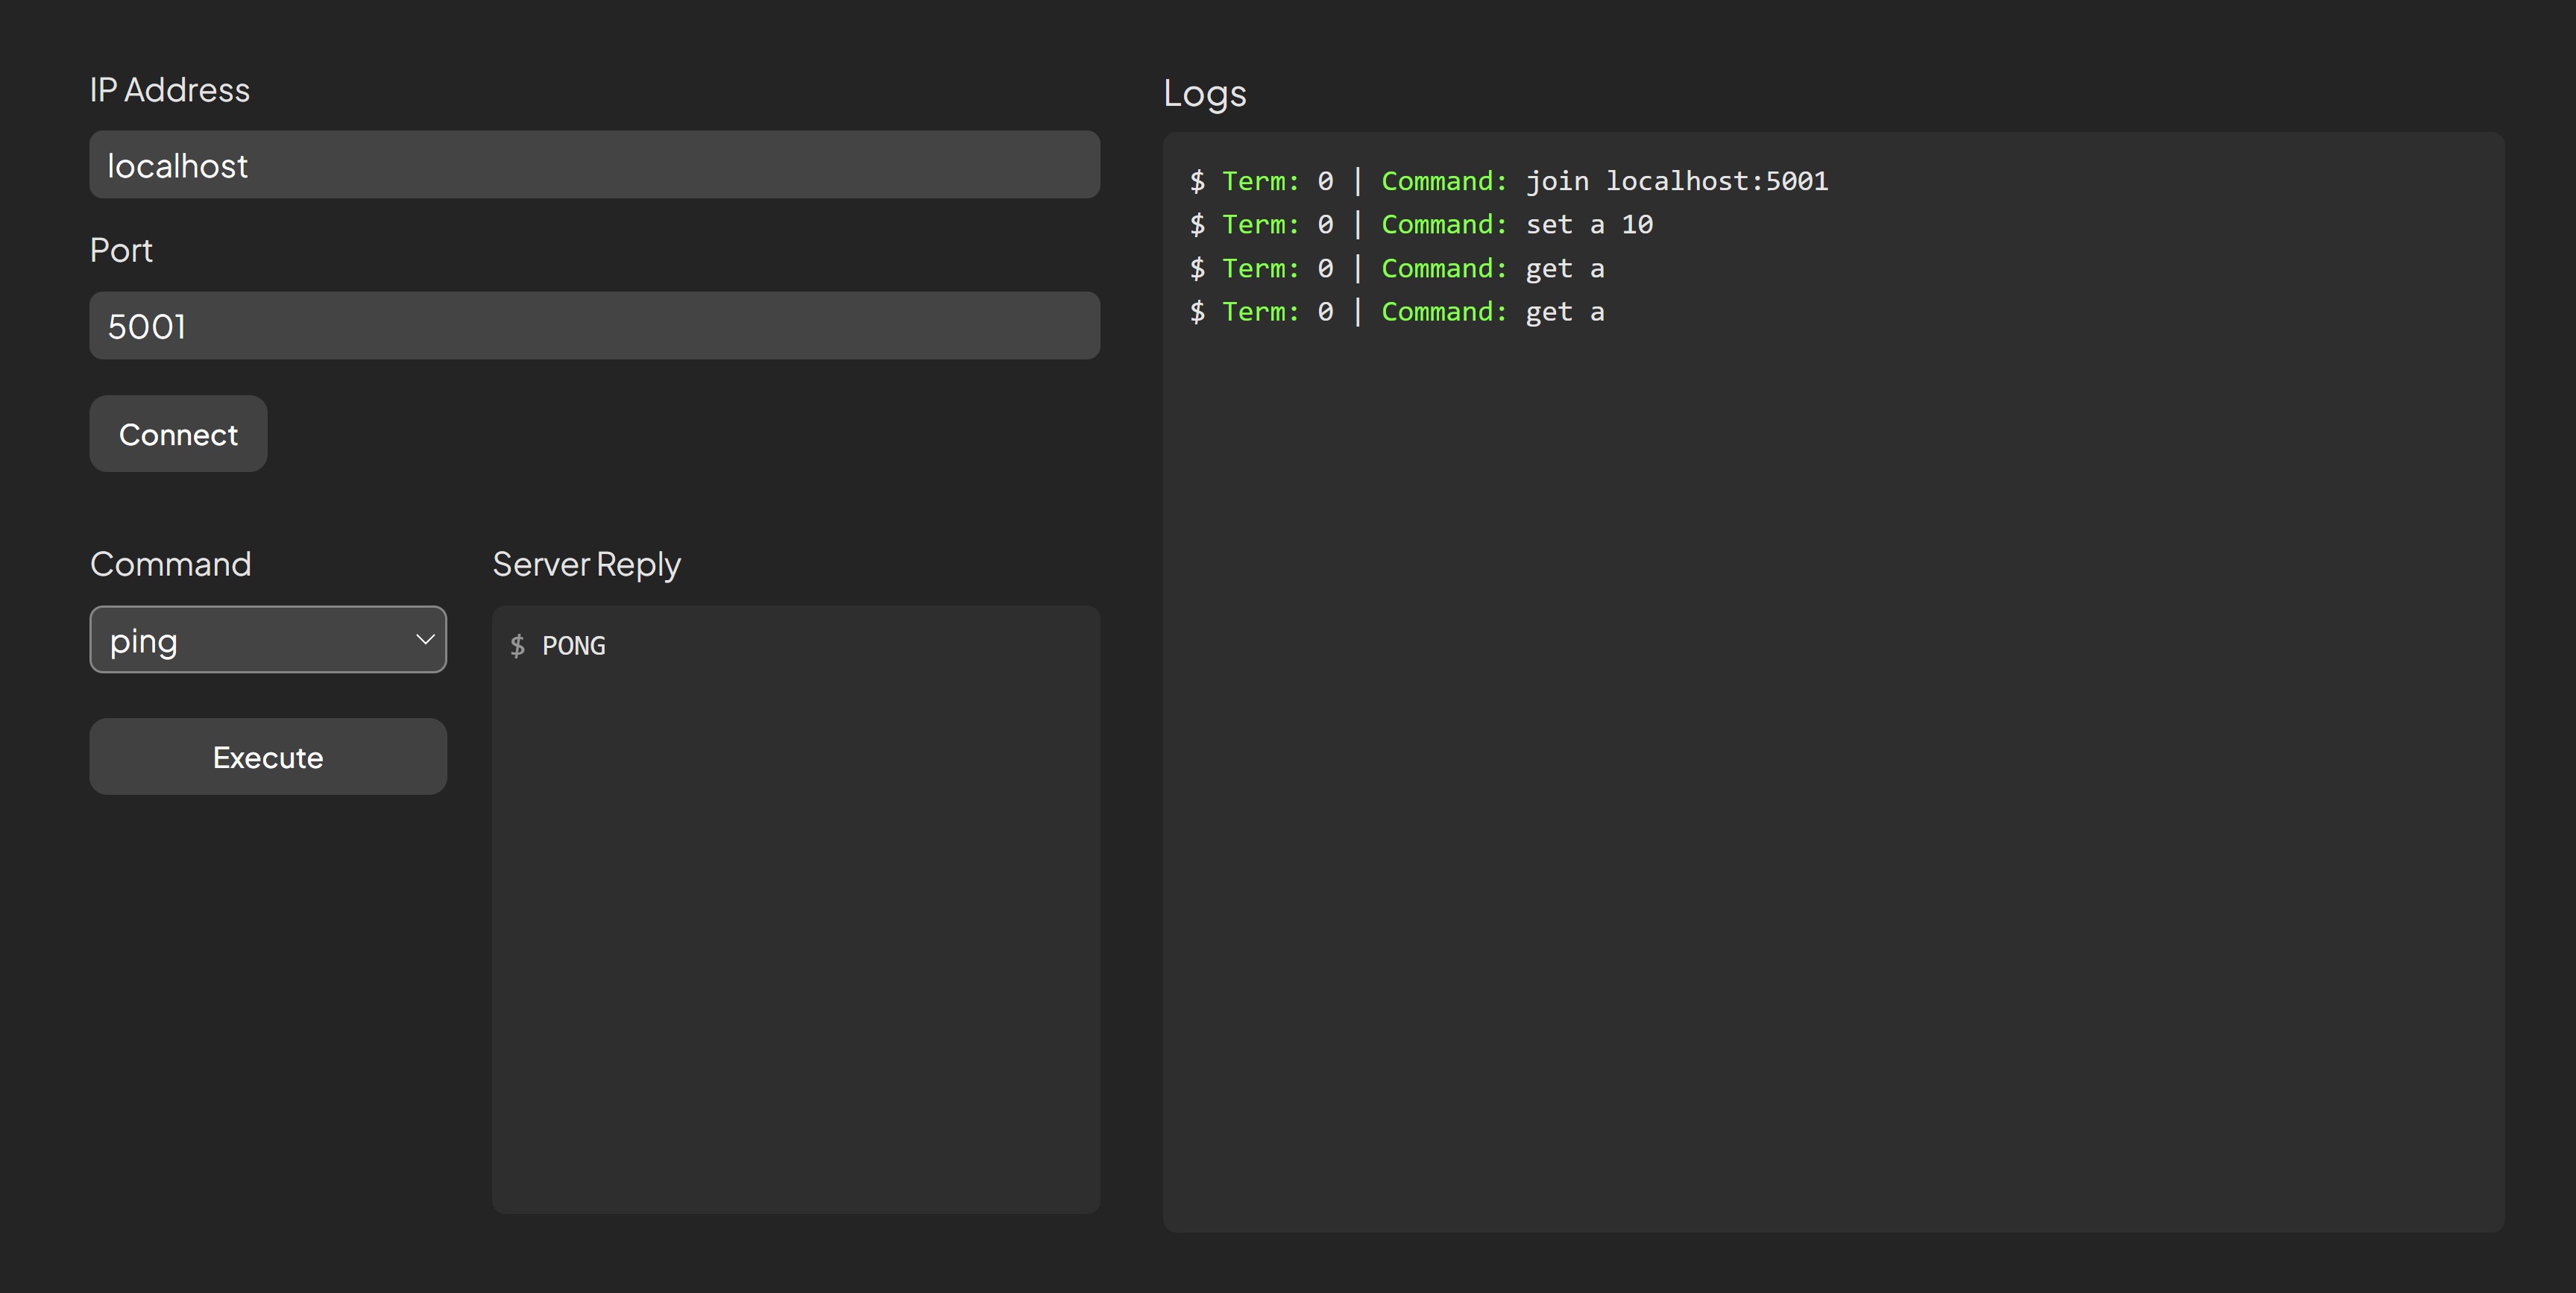 IP Address
localhost
Port
5001
Connect
Command
ping
Execute
Server Reply
$ PONG
Logs
$ Term: 0 | Command: join localhost:5001
$ Term: 0 | Command: set a 10
$ Term: 0 | Command: get a
$ Term: 0 | Command: get a